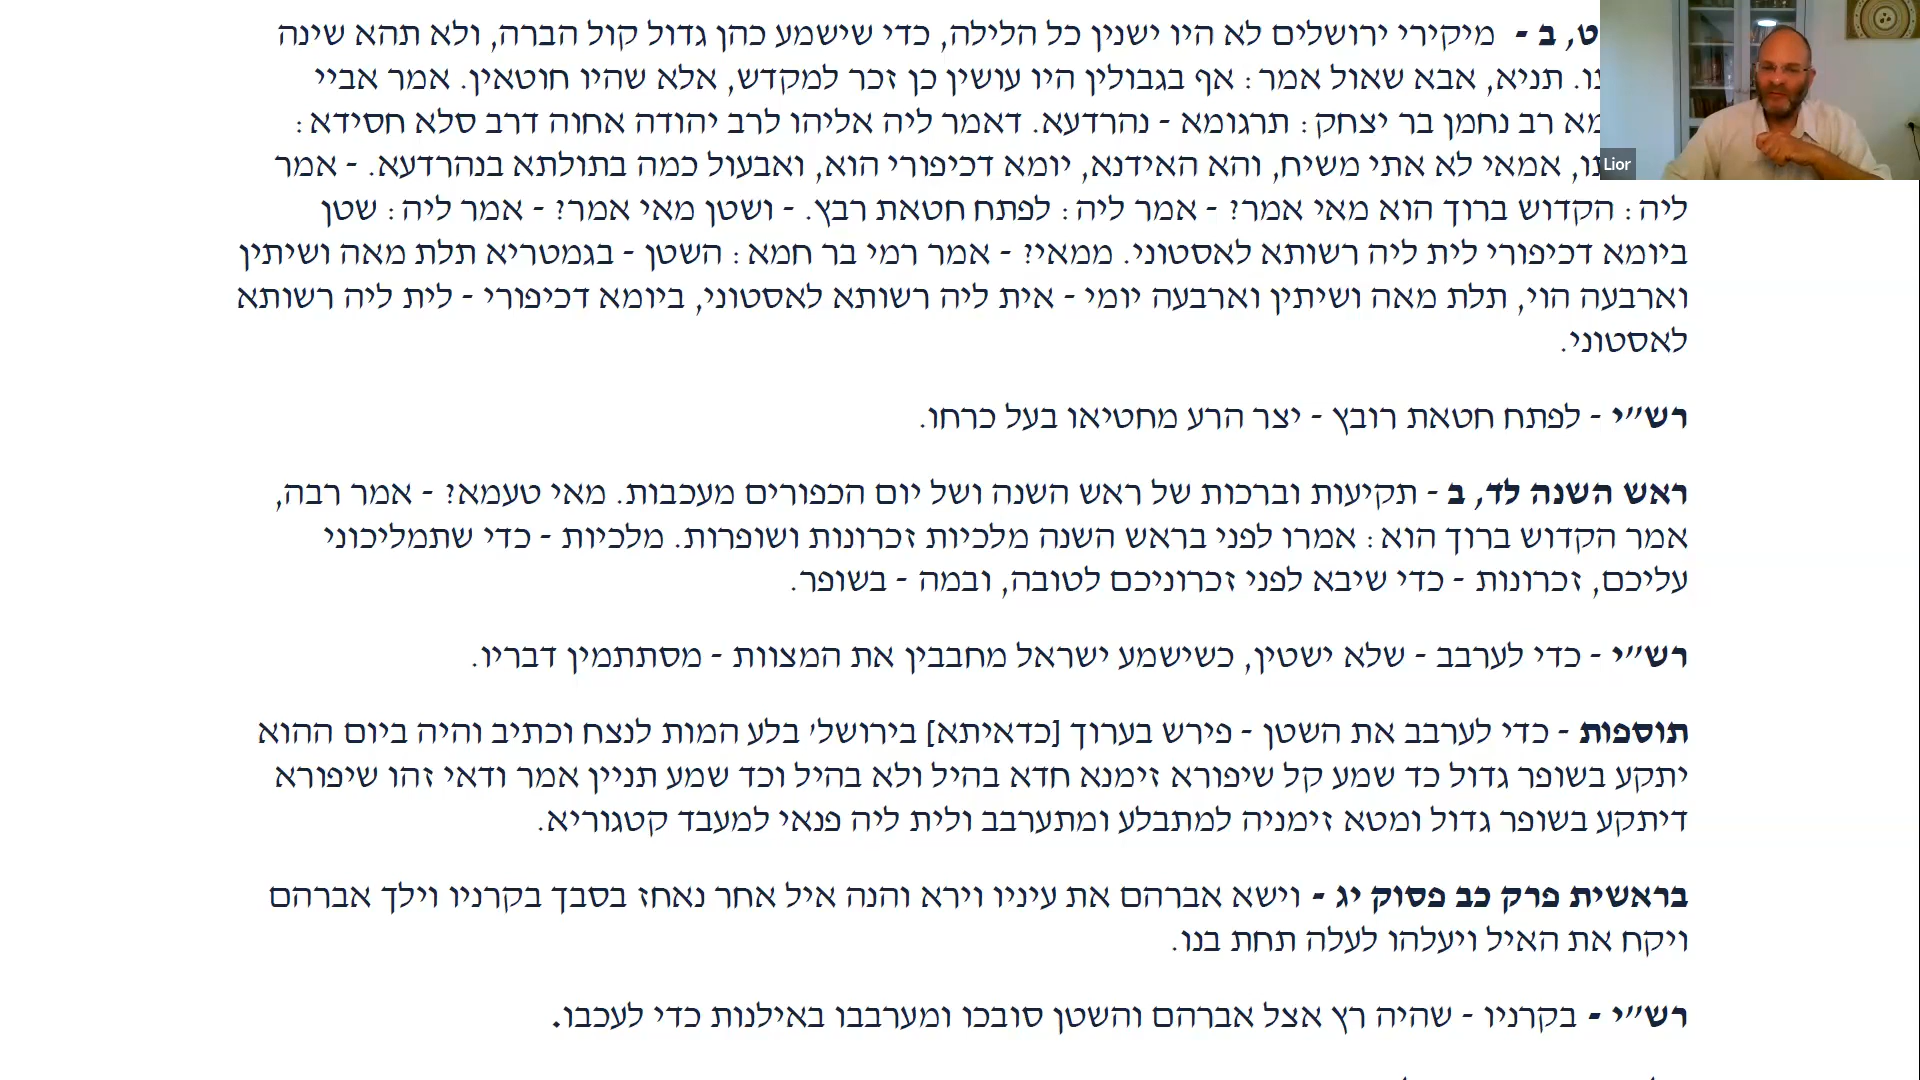 ט, ב - מיקירי ירושלים לא היו ישנין כל הלילה, כדי שישמע כהן גדול קול הברה, ולא תהא שינה
תניא, אבא שאול אמר: אף בגבולין היו עושין כן זכר למקדש, אלא שהיו חוטאין. אמר אביי
רב נחמן בר יצחק: תרגומא - נהרדעא. דאמר ליה אליהו לרב יהודה אחוה דרב סלא חסידא:
אמאי לא אתי משיח, והא האידנא, יומא דכיפורי הוא, ואבעול כמה בתולתא בנהרדעא. - אמר
ליה: הקדוש ברוך הוא מאי אמר? - אמר ליה: לפתח חטאת רבץ. - ושטן מאי אמר? - אמר ליה: שטן
ביומא דכיפורי לית ליה רשותא לאסטוני. ממאי? - אמר רמי בר חמא: השטן - בגמטריא תלת מאה ושיתין
וארבעה הוי, תלת מאה ושיתין וארבעה יומי - אית ליה רשותא לאסטוני, ביומא דכיפורי - לית ליה רשותא
לאסטוני.
רש״י - לפתח חטאת רובץ - יצר הרע מחטיאו בעל כרחו.
ראש השנה לד, ב - תקיעות וברכות של ראש השנה ושל יום הכפורים מעכבות. מאי טעמא? - אמר רבה,
אמר הקדוש ברוך הוא: אמרו לפני בראש השנה מלכיות זכרונות ושופרות. מלכיות - כדי שתמליכוני
עליכם, זכרונות - כדי שיבא לפני זכרוניכם לטובה, ובמה - בשופר.
רש״י - כדי לערבב - שלא ישטין, כשישמע ישראל מחבבין את המצוות - מסתתמין דבריו.
תוספות - כדי לערבב את השטן - פירש בערוך [כדאיתא] בירושל׳ בלע המות לנצח וכתיב והיה ביום ההוא
יתקע בשופר גדול כד שמע קל שיפורא זימנא חדא בהיל ולא בהיל וכד שמע תניין אמר ודאי זהו שיפורא
דיתקע בשופר גדול ומטא זימניה למתבלע ומתערבב ולית ליה פנאי למעבד קטגוריא.
בראשית פרק כב פסוק יג - וישא אברהם את עיניו וירא והנה איל אחר נאחז בסבך בקרניו וילך אברהם
ויקח את האיל ויעלהו לעלה תחת בנו.
רש״י - בקרניו - שהיה רץ אצל אברהם והשטן סובכו ומערבבו באילנות כדי לעכבו.
Lior